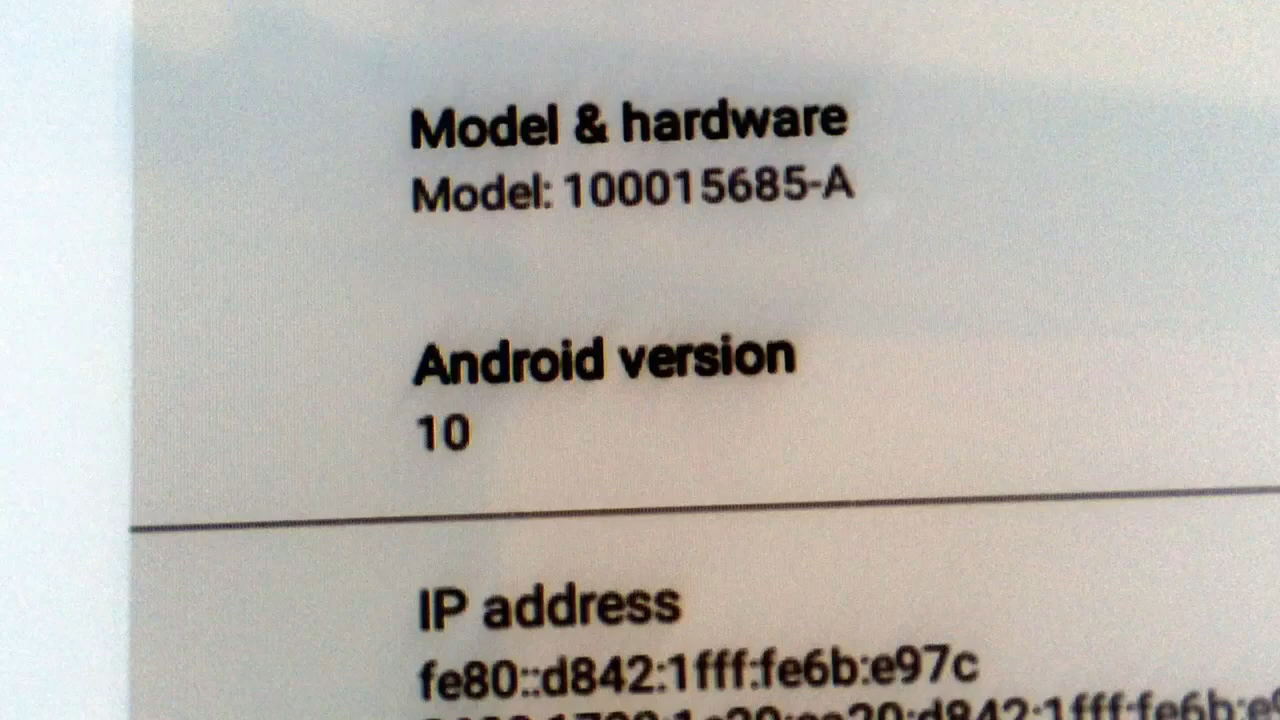 Model & hardware
Model: 100015685-A
Android version
10
IP address
fe80::d842:1fff:fe6b:e97c